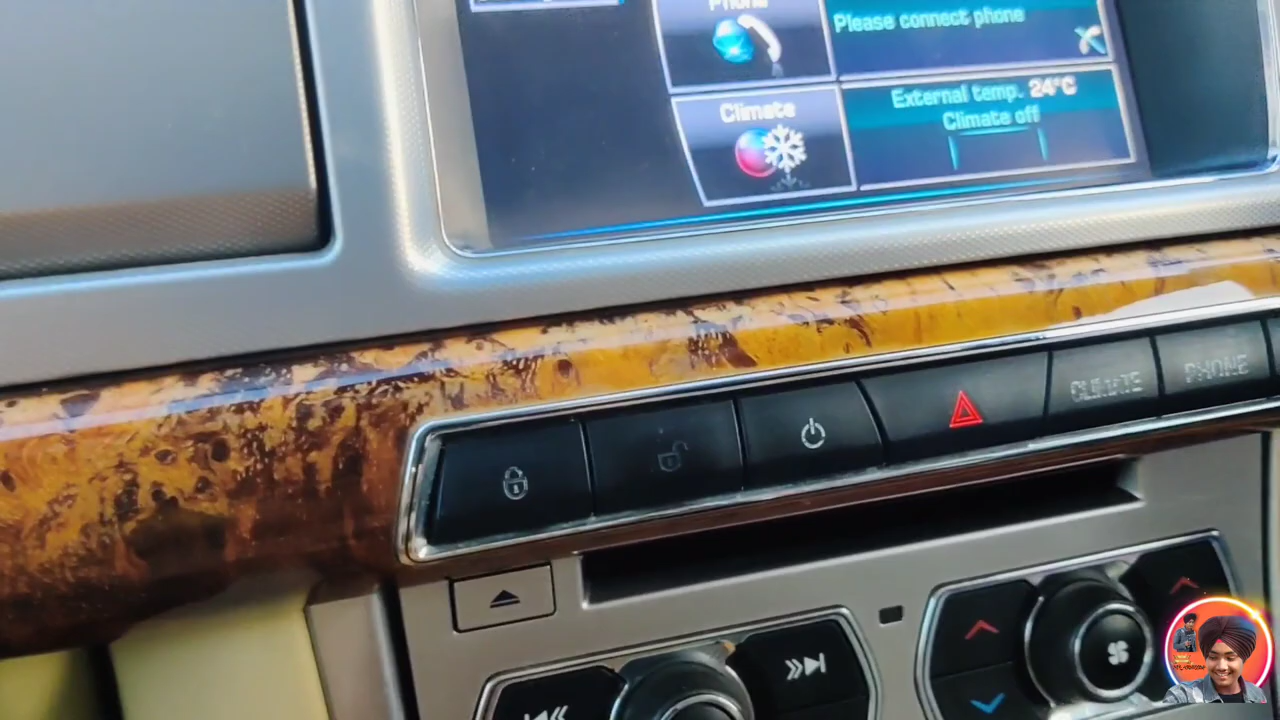 Phone
Please connect phone
Climate
External temp. 24°C
Climate off
CLIMATE
PHONE